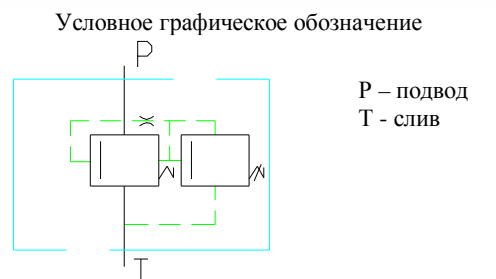 Условное графическое обозначение
P
Р – подвод
Т - слив
T